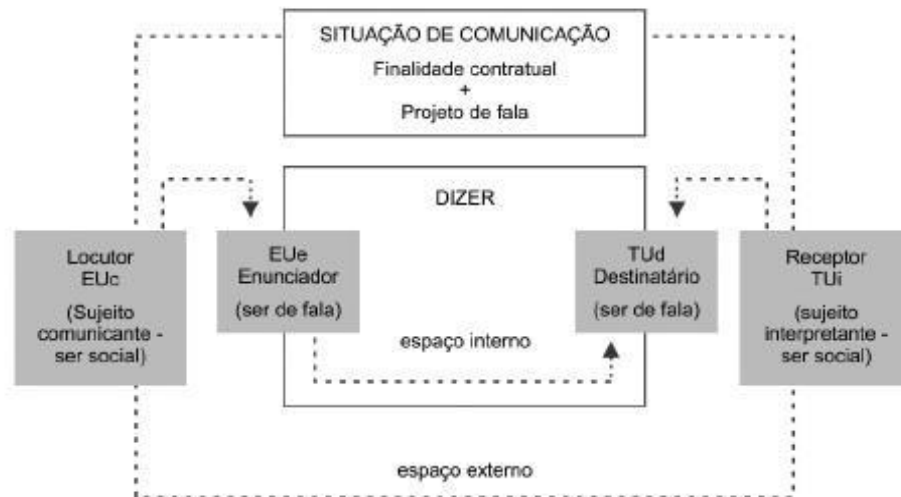 SITUAÇÃO DE COMUNICAÇÃO
Finalidade contratual
+
Projeto de fala
DIZER
Locutor
EUc
(Sujeito
comunicante -
ser social)
EUe
Enunciador
(ser de fala)
TUd
Destinatário
(ser de fala)
Receptor
TUi
(sujeito
interpretante -
ser social)
espaço interno
espaço externo